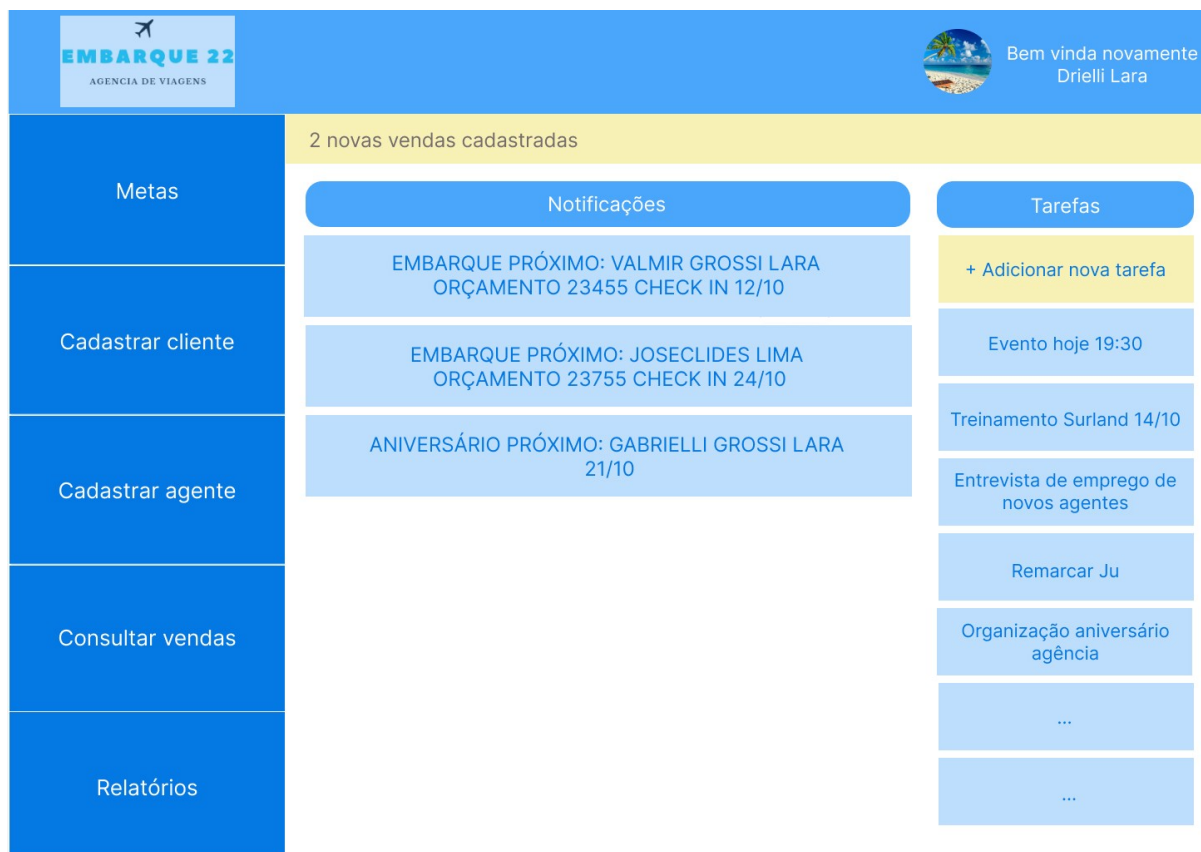 EMBARQUE 22
AGENCIA DE VIAGENS
Bem vinda novamente
Drielli Lara
Metas
Cadastrar cliente
Cadastrar agente
Consultar vendas
Relatórios
2 novas vendas cadastradas
Notificações
EMBARQUE PRÓXIMO: VALMIR GROSSI LARA
ORÇAMENTO 23455 CHECK IN 12/10
EMBARQUE PRÓXIMO: JOSECLIDES LIMA
ORÇAMENTO 23755 CHECK IN 24/10
ANIVERSÁRIO PRÓXIMO: GABRIELLI GROSSI LARA
21/10
Tarefas
+ Adicionar nova tarefa
Evento hoje 19:30
Treinamento Surland 14/10
Entrevista de emprego de
novos agentes
Remarcar Ju
Organização aniversário
agência
...
...